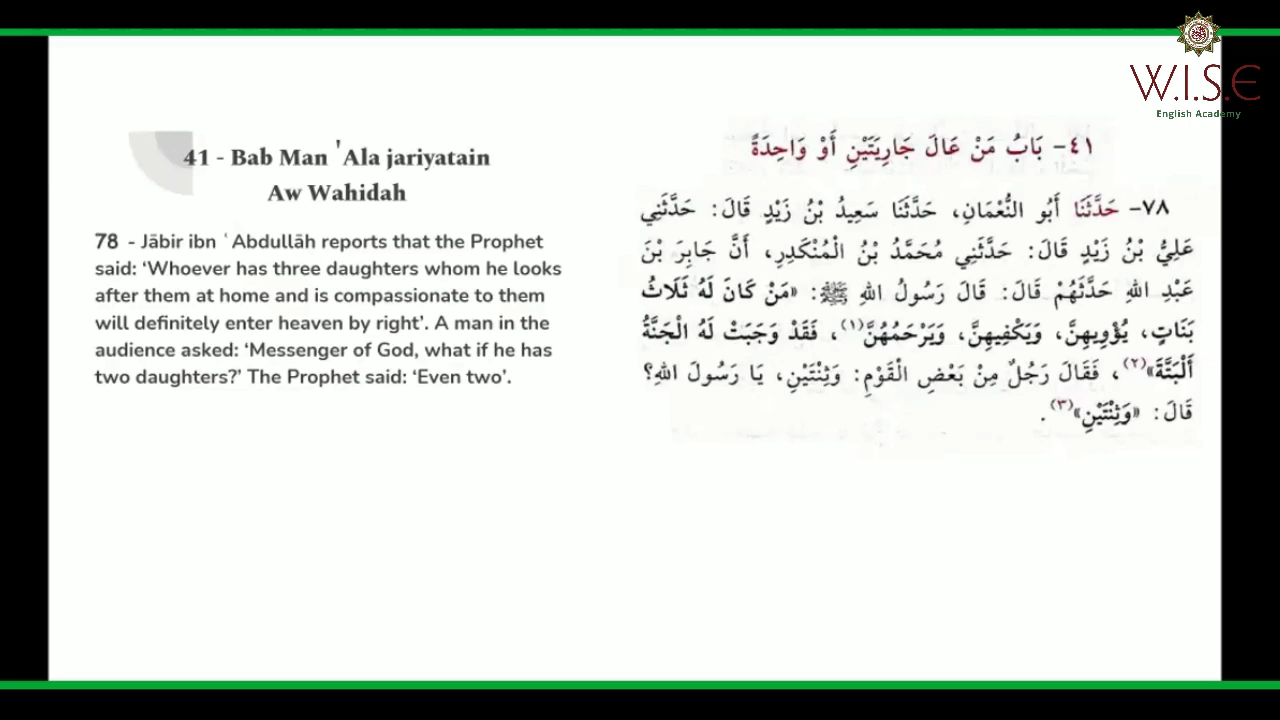 W.I.S.E
English Academy
41 - Bab Man 'Ala jariyatain
Aw Wahidah
78 - Jābir ibn ʿAbdullāh reports that the Prophet
said: ‘Whoever has three daughters whom he looks
after them at home and is compassionate to them
will definitely enter heaven by right’. A man in the
audience asked: ‘Messenger of God, what if he has
two daughters?’ The Prophet said: ‘Even two’.
٤١- بَابُ مَنْ عَالَ جَارِيَتَيْنِ أَوْ وَاحِدَةً
٧٨- حَدَّثَنَا أَبُو النُّعْمَانِ، حَدَّثَنَا سَعِيدُ بْنُ زَيْدٍ قَالَ: حَدَّثَنِي
عَلِيُّ بْنُ زَيْدٍ قَالَ: حَدَّثَنِي مُحَمَّدُ بْنُ الْمُنْكَدِرِ، أَنَّ جَابِرَ بْنَ
عَبْدِ اللهِ حَدَّثَهُمْ قَالَ: قَالَ رَسُولُ اللهِ ﷺ: «مَنْ كَانَ لَهُ ثَلَاثُ
بَنَاتٍ، يُؤْوِيهِنَّ، وَيَكْفِيهِنَّ، وَيَرْحَمُهُنَّ(١)، فَقَدْ وَجَبَتْ لَهُ الْجَنَّةُ
أَلْبَتَّةَ»(٢)، فَقَالَ رَجُلٌ مِنْ بَعْضِ الْقَوْمِ: وَثِنْتَيْنِ، يَا رَسُولَ اللهِ؟
قَالَ: «وَثِنْتَيْنِ»(٣).